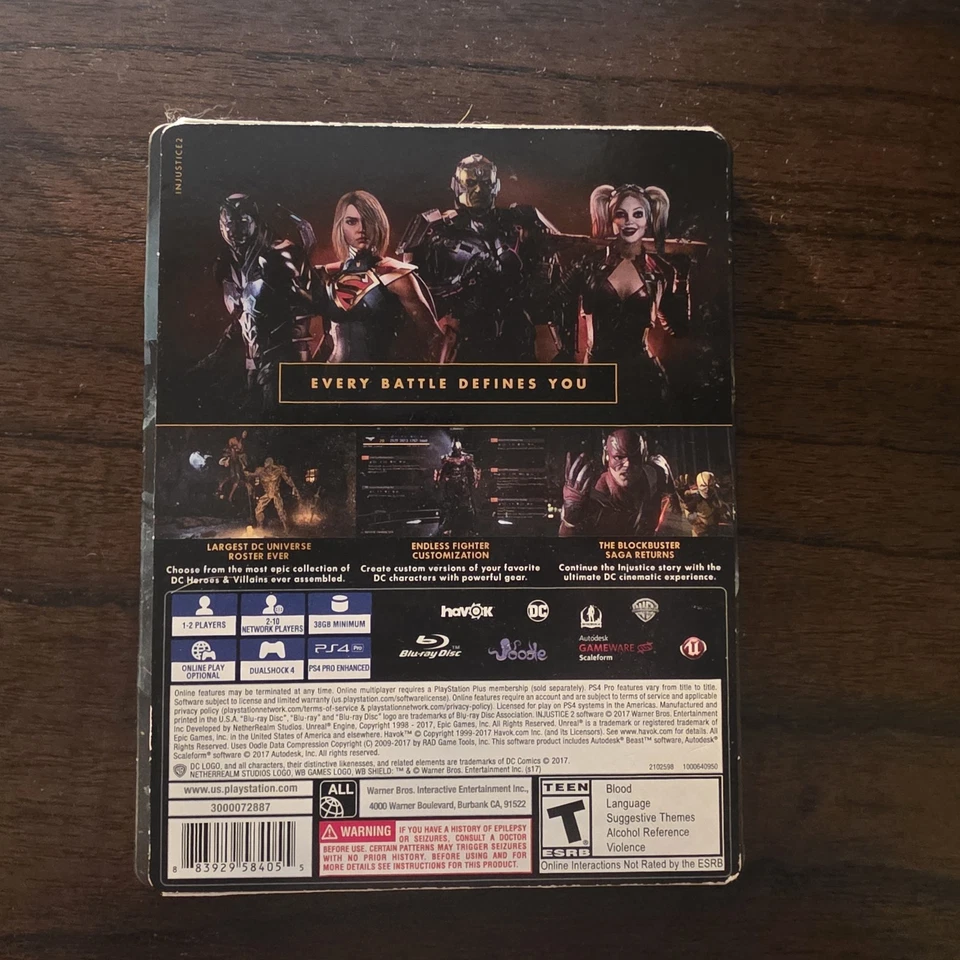 INJUSTICE2
EVERY BATTLE DEFINES YOU
LARGEST DC UNIVERSE
ROSTER EVER
Choose from the most epic collection of
DC Heroes & Villains ever assembled.
ENDLESS FIGHTER
CUSTOMIZATION
Create custom versions of your favorite
DC characters with powerful gear.
THE BLOCKBUSTER
SAGA RETURNS
Continue the Injustice story with the
ultimate DC cinematic experience.
1-2 PLAYERS
2-10
NETWORK PLAYERS
38GB MINIMUM
ONLINE PLAY
OPTIONAL
DUALSHOCK 4
PS4 Pro
PS4 PRO ENHANCED
havok
DC
WB
Blu-ray Disc™
Oodle
Autodesk
GAMEWARE
Scaleform
Online features may be terminated at any time. Online multiplayer requires a PlayStation Plus membership (sold separately). PS4 Pro features vary from title to title.
Software subject to license and limited warranty (us.playstation.com/softwarelicense). Online features require an account and are subject to terms of service and applicable
privacy policy (playstationnetwork.com/terms-of-service & playstationnetwork.com/privacy-policy). Licensed for play on PS4 systems in the Americas. Manufactured and
printed in the U.S.A. "Blu-ray Disc", "Blu-ray" and "Blu-ray Disc" logo are trademarks of Blu-ray Disc Association. INJUSTICE 2 software © 2017 Warner Bros. Entertainment
Inc Developed by NetherRealm Studios. Unreal® Engine, Copyright 1998 - 2017, Epic Games, Inc. All Rights Reserved. Unreal® is a registered trademark of
Epic Games, Inc. in the United States of America and elsewhere. Havok™ © Copyright 1999-2017 Havok.com Inc. (and its Licensors). See www.havok.com for details. All
Rights Reserved. Uses Oodle Data Compression Copyright (C) 2009-2017 by RAD Game Tools, Inc. This software product includes Autodesk® Beast™ software, Autodesk®
Scaleform® software © 2017 Autodesk, Inc. All rights reserved.
DC LOGO, and all characters, their distinctive likenesses, and related elements are trademarks of DC Comics © 2017.
NETHERREALM STUDIOS LOGO, WB GAMES LOGO, WB SHIELD: ™ & © Warner Bros. Entertainment Inc. (s17)
2102598 1000640950
www.us.playstation.com
3000072887
8 83929 58405 5
ALL
Warner Bros. Interactive Entertainment Inc.,
4000 Warner Boulevard, Burbank CA, 91522
WARNING IF YOU HAVE A HISTORY OF EPILEPSY
OR SEIZURES, CONSULT A DOCTOR
BEFORE USE. CERTAIN PATTERNS MAY TRIGGER SEIZURES
WITH NO PRIOR HISTORY. BEFORE USING AND FOR
MORE DETAILS SEE INSTRUCTIONS FOR THIS PRODUCT.
TEEN
T
ESRB
Blood
Language
Suggestive Themes
Alcohol Reference
Violence
Online Interactions Not Rated by the ESRB